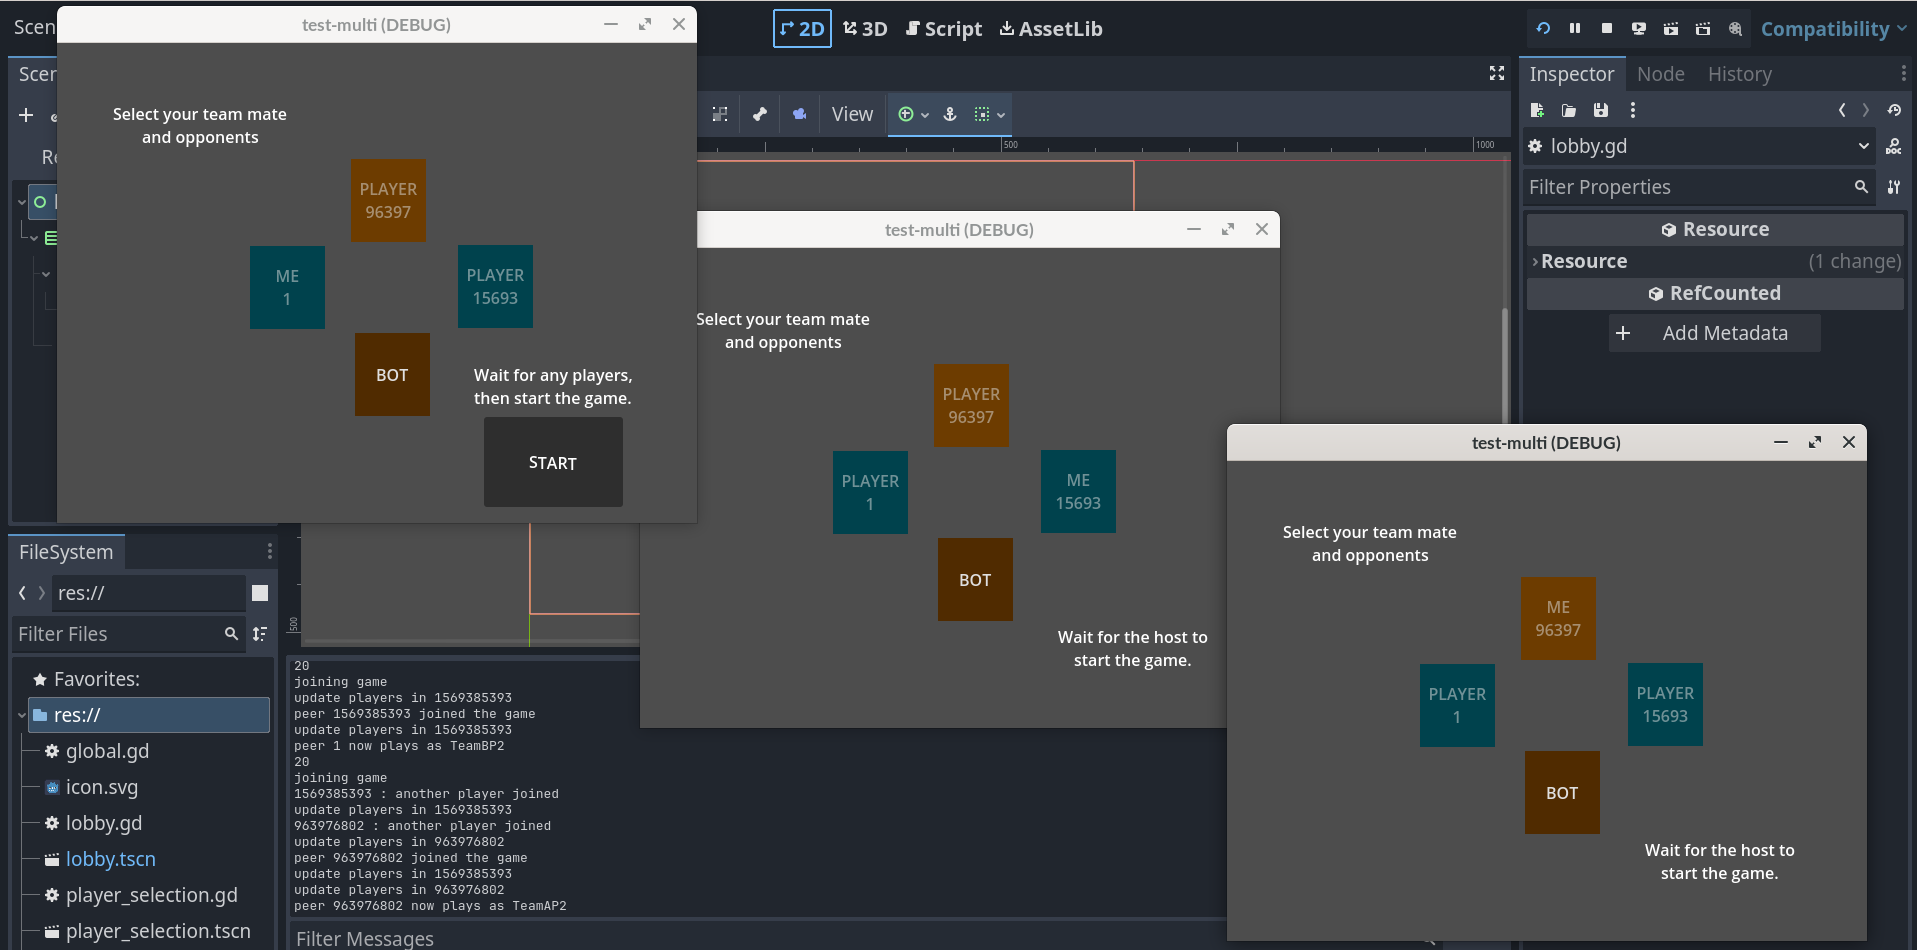 Scen
2D
3D
Script
AssetLib
Compatibility
test-multi (DEBUG)
Select your team mate
and opponents
PLAYER
96397
ME
1
PLAYER
15693
BOT
Wait for any players,
then start the game.
START
Scen
Re
View
500
1000
500
test-multi (DEBUG)
Select your team mate
and opponents
PLAYER
96397
PLAYER
1
ME
15693
BOT
Wait for the host to
start the game.
test-multi (DEBUG)
Select your team mate
and opponents
ME
96397
PLAYER
1
PLAYER
15693
BOT
Wait for the host to
start the game.
Inspector
Node
History
lobby.gd
DOC
Filter Properties
Resource
Resource (1 change)
RefCounted
Add Metadata
FileSystem
res://
Filter Files
Favorites:
res://
global.gd
icon.svg
lobby.gd
lobby.tscn
player_selection.gd
player_selection.tscn
20
joining game
update players in 1569385393
peer 1569385393 joined the game
update players in 1569385393
peer 1 now plays as TeamBP2
20
joining game
1569385393 : another player joined
update players in 1569385393
963976802 : another player joined
update players in 963976802
peer 963976802 joined the game
update players in 1569385393
update players in 963976802
peer 963976802 now plays as TeamAP2
Filter Messages